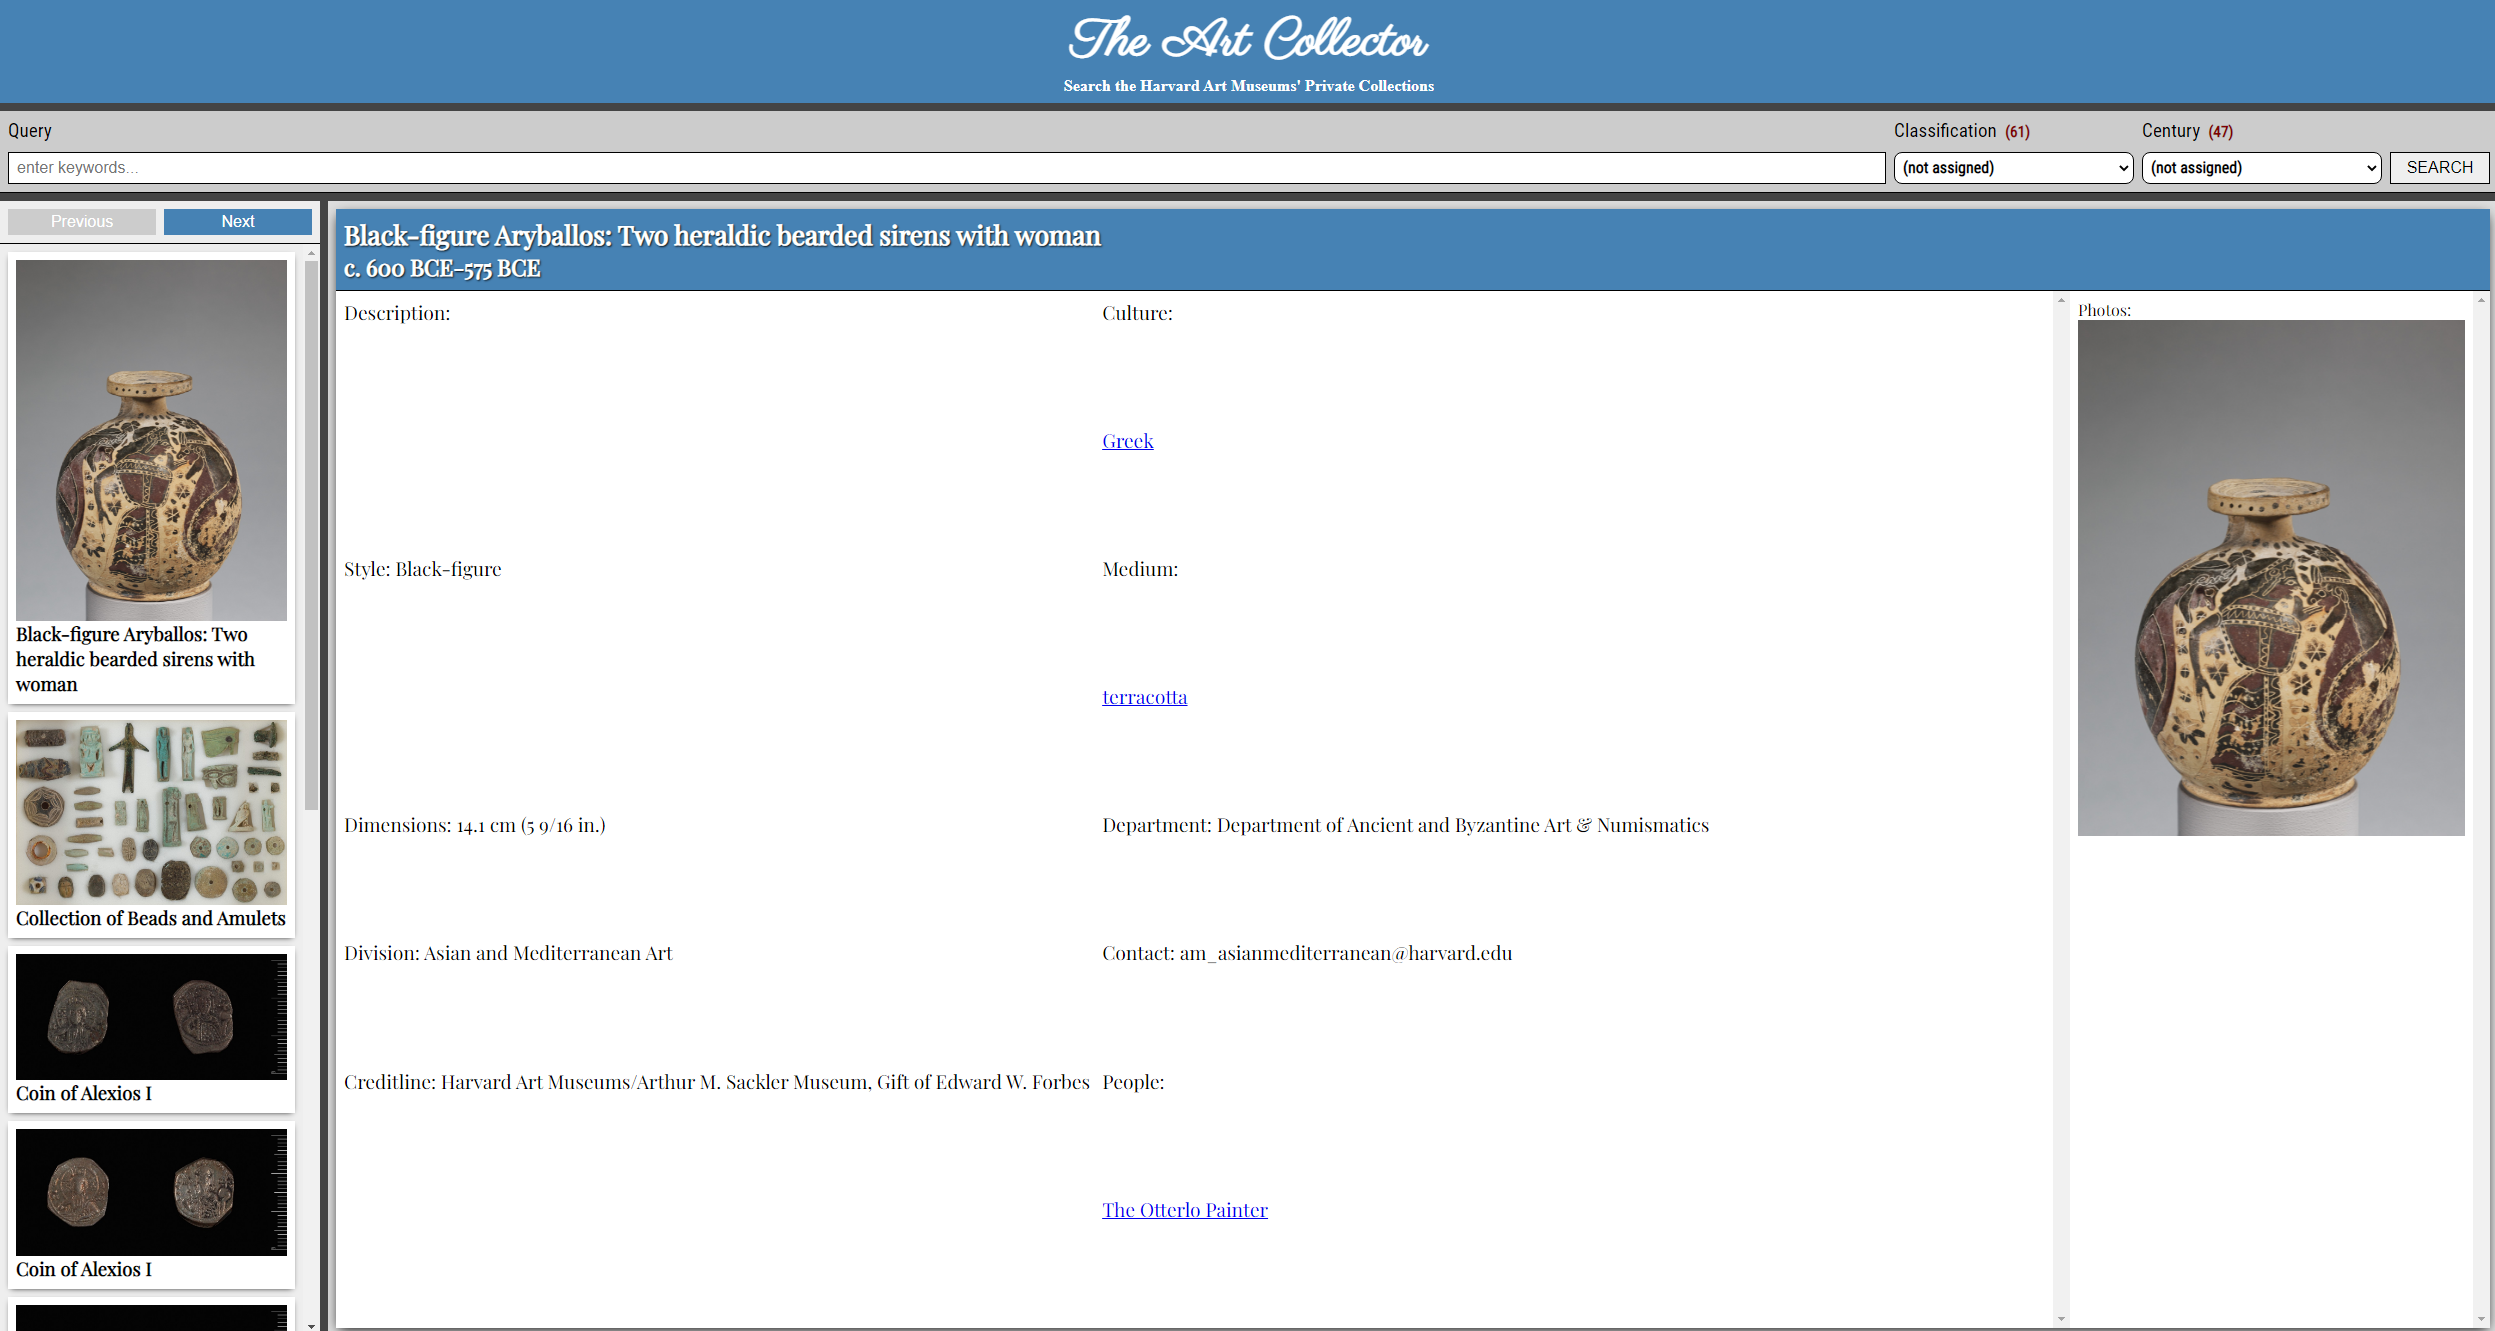 The Art Collector
Search the Harvard Art Museums' Private Collections
Query
Classification (61)
Century (47)
enter keywords...
(not assigned)
(not assigned)
SEARCH
Previous
Next
Black-figure Aryballos: Two
heraldic bearded sirens with
woman
Collection of Beads and Amulets
Coin of Alexios I
Coin of Alexios I
Black-figure Aryballos: Two heraldic bearded sirens with woman
c. 600 BCE-575 BCE
Description:
Culture:
Greek
Style: Black-figure
Medium:
terracotta
Dimensions: 14.1 cm (5 9/16 in.)
Department: Department of Ancient and Byzantine Art & Numismatics
Division: Asian and Mediterranean Art
Contact: am_asianmediterranean@harvard.edu
Creditline: Harvard Art Museums/Arthur M. Sackler Museum, Gift of Edward W. Forbes
People:
The Otterlo Painter
Photos: